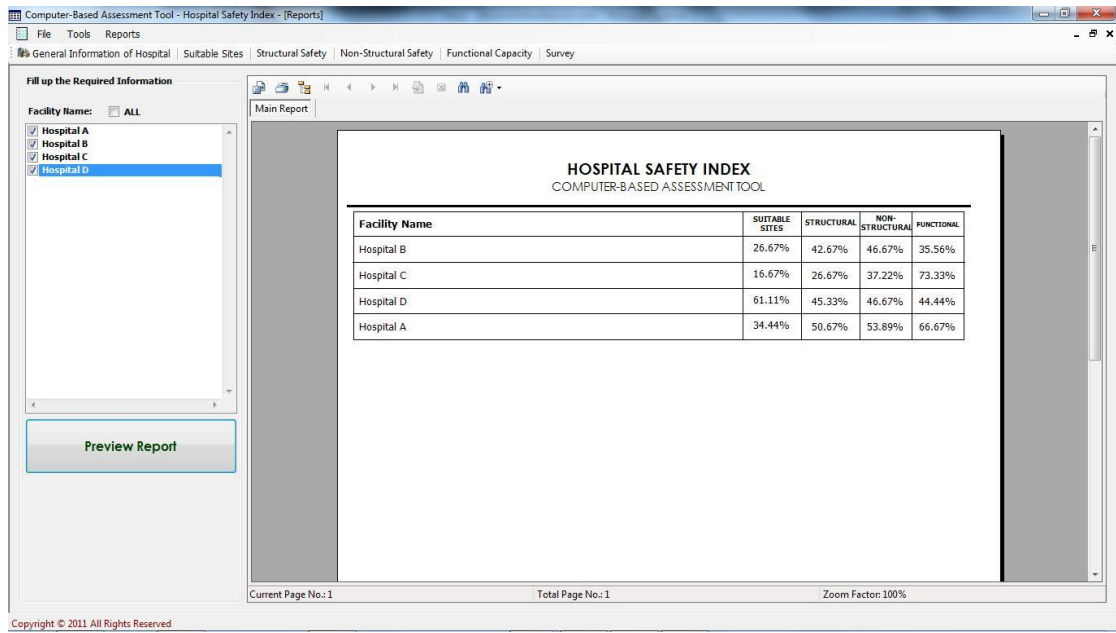 Computer-Based Assessment Tool - Hospital Safety Index - [Reports]
File Tools Reports
General Information of Hospital Suitable Sites Structural Safety Non-Structural Safety Functional Capacity Survey
Fill up the Required Information
Facility Name: ALL
Hospital A
Hospital B
Hospital C
Hospital D
Preview Report
Main Report
HOSPITAL SAFETY INDEX
COMPUTER-BASED ASSESSMENT TOOL
Facility Name SUITABLE SITES STRUCTURAL NON-STRUCTURAL FUNCTIONAL
Hospital B 26.67% 42.67% 46.67% 35.56%
Hospital C 16.67% 26.67% 37.22% 73.33%
Hospital D 61.11% 45.33% 46.67% 44.44%
Hospital A 34.44% 50.67% 53.89% 66.67%
Current Page No.: 1 Total Page No.: 1 Zoom Factor: 100%
Copyright © 2011 All Rights Reserved